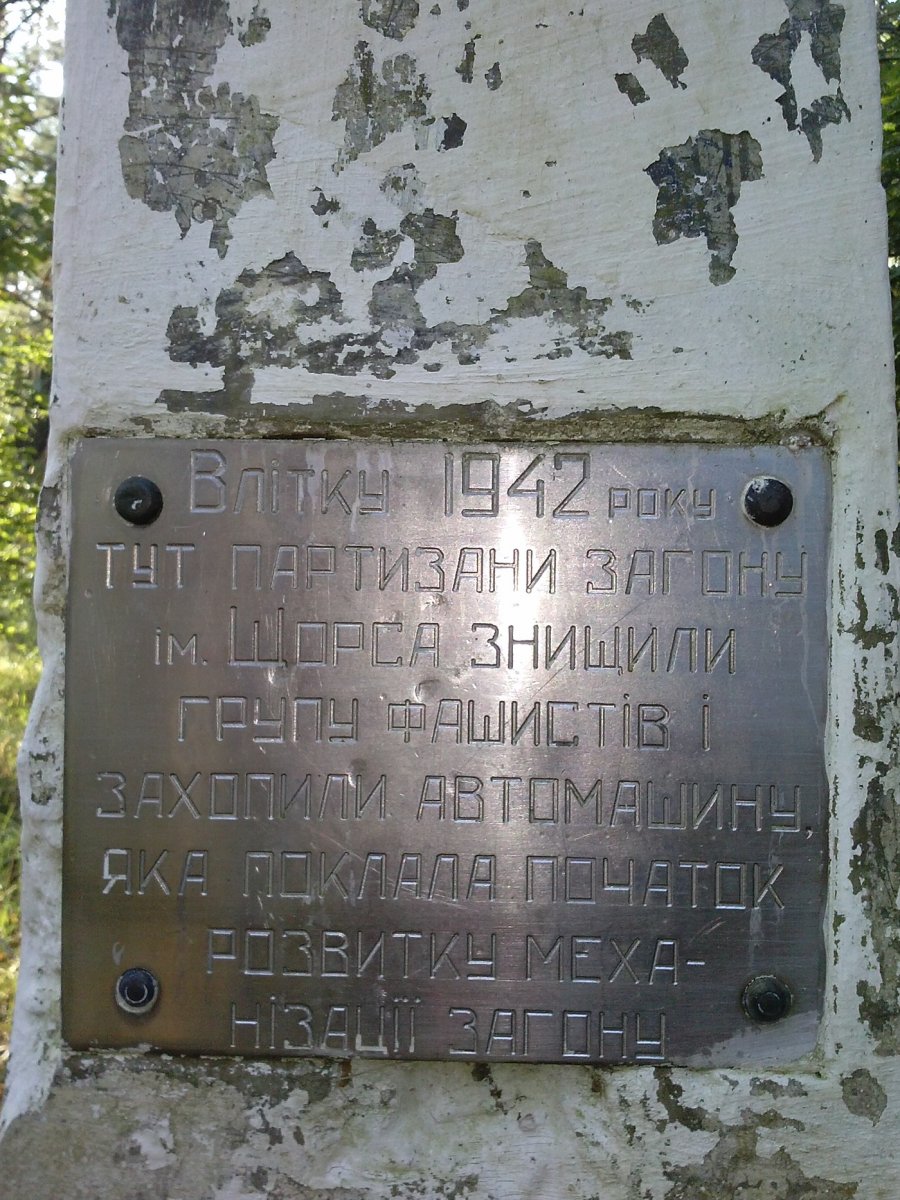 Влітку 1942 року
тут партизани загону
ім. Щорса знищили
групу фашистів і
захопили автомашину,
яка поклала початок
розвитку меха-
нізації загону